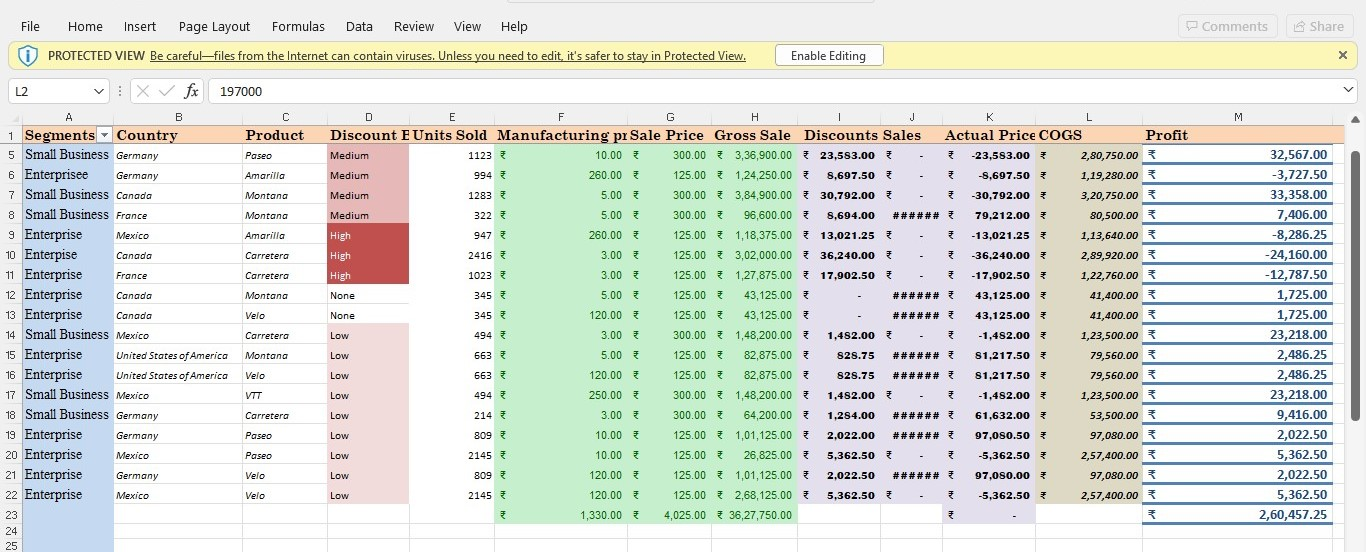 File Home Insert Page Layout Formulas Data Review View Help Comments Share
PROTECTED VIEW Be careful—files from the Internet can contain viruses. Unless you need to edit, it's safer to stay in Protected View. Enable Editing
L2 fx 197000
A B C D E F G H I J K L M
1 Segments Country Product Discount B Units Sold Manufacturing pr Sale Price Gross Sale Discounts Sales Actual Price COGS Profit
5 Small Business Germany Paseo Medium 1123 ₹ 10.00 ₹ 300.00 ₹ 3,36,900.00 ₹ 23,583.00 ₹ - ₹ -23,583.00 ₹ 2,80,750.00 ₹ 32,567.00
6 Enterprisee Germany Amarilla Medium 994 ₹ 260.00 ₹ 125.00 ₹ 1,24,250.00 ₹ 8,697.50 ₹ - ₹ -8,697.50 ₹ 1,19,280.00 ₹ -3,727.50
7 Small Business Canada Montana Medium 1283 ₹ 5.00 ₹ 300.00 ₹ 3,84,900.00 ₹ 30,792.00 ₹ - ₹ -30,792.00 ₹ 3,20,750.00 ₹ 33,358.00
8 Small Business France Montana Medium 322 ₹ 5.00 ₹ 300.00 ₹ 96,600.00 ₹ 8,694.00 ###### ₹ 79,212.00 ₹ 80,500.00 ₹ 7,406.00
9 Enterprise Mexico Amarilla High 947 ₹ 260.00 ₹ 125.00 ₹ 1,18,375.00 ₹ 13,021.25 ₹ - ₹ -13,021.25 ₹ 1,13,640.00 ₹ -8,286.25
10 Enterpise Canada Carretera High 2416 ₹ 3.00 ₹ 125.00 ₹ 3,02,000.00 ₹ 36,240.00 ₹ - ₹ -36,240.00 ₹ 2,89,920.00 ₹ -24,160.00
11 Enterprise France Carretera High 1023 ₹ 3.00 ₹ 125.00 ₹ 1,27,875.00 ₹ 17,902.50 ₹ - ₹ -17,902.50 ₹ 1,22,760.00 ₹ -12,787.50
12 Enterprise Canada Montana None 345 ₹ 5.00 ₹ 125.00 ₹ 43,125.00 ₹ - ###### ₹ 43,125.00 ₹ 41,400.00 ₹ 1,725.00
13 Enterprise Canada Velo None 345 ₹ 120.00 ₹ 125.00 ₹ 43,125.00 ₹ - ###### ₹ 43,125.00 ₹ 41,400.00 ₹ 1,725.00
14 Small Business Mexico Carretera Low 494 ₹ 3.00 ₹ 300.00 ₹ 1,48,200.00 ₹ 1,482.00 ₹ - ₹ -1,482.00 ₹ 1,23,500.00 ₹ 23,218.00
15 Enterprise United States of America Montana Low 663 ₹ 5.00 ₹ 125.00 ₹ 82,875.00 ₹ 828.75 ###### ₹ 81,217.50 ₹ 79,560.00 ₹ 2,486.25
16 Enterprise United States of America Velo Low 663 ₹ 120.00 ₹ 125.00 ₹ 82,875.00 ₹ 828.75 ###### ₹ 81,217.50 ₹ 79,560.00 ₹ 2,486.25
17 Small Business Mexico VTT Low 494 ₹ 250.00 ₹ 300.00 ₹ 1,48,200.00 ₹ 1,482.00 ₹ - ₹ -1,482.00 ₹ 1,23,500.00 ₹ 23,218.00
18 Small Business Germany Carretera Low 214 ₹ 3.00 ₹ 300.00 ₹ 64,200.00 ₹ 1,284.00 ###### ₹ 61,632.00 ₹ 53,500.00 ₹ 9,416.00
19 Enterprise Germany Paseo Low 809 ₹ 10.00 ₹ 125.00 ₹ 1,01,125.00 ₹ 2,022.00 ###### ₹ 97,080.50 ₹ 97,080.00 ₹ 2,022.50
20 Enterprise Mexico Paseo Low 2145 ₹ 10.00 ₹ 125.00 ₹ 26,825.00 ₹ 5,362.50 ₹ - ₹ -5,362.50 ₹ 2,57,400.00 ₹ 5,362.50
21 Enterprise Germany Velo Low 809 ₹ 120.00 ₹ 125.00 ₹ 1,01,125.00 ₹ 2,022.50 ###### ₹ 97,080.00 ₹ 97,080.00 ₹ 2,022.50
22 Enterprise Mexico Velo Low 2145 ₹ 120.00 ₹ 125.00 ₹ 2,68,125.00 ₹ 5,362.50 ₹ - ₹ -5,362.50 ₹ 2,57,400.00 ₹ 5,362.50
23 ₹ 1,330.00 ₹ 4,025.00 ₹ 36,27,750.00 ₹ - ₹ 2,60,457.25
24
25